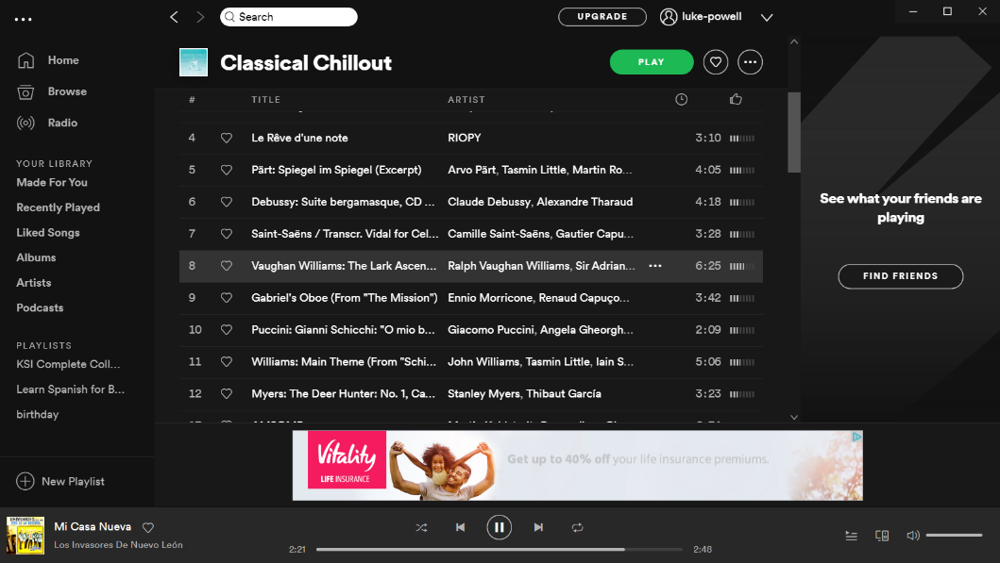 Search
UPGRADE
luke-powell
Home
Browse
Radio
YOUR LIBRARY
Made For You
Recently Played
Liked Songs
Albums
Artists
Podcasts
PLAYLISTS
KSI Complete Coll...
Learn Spanish for B...
birthday
New Playlist
Classical Chillout
PLAY
# TITLE ARTIST
4 Le Rêve d'une note RIOPY 3:10
5 Pärt: Spiegel im Spiegel (Excerpt) Arvo Pärt, Tasmin Little, Martin Ro... 4:05
6 Debussy: Suite bergamasque, CD ... Claude Debussy, Alexandre Tharaud 4:18
7 Saint-Saëns / Transcr. Vidal for Cel... Camille Saint-Saëns, Gautier Capu... 3:28
8 Vaughan Williams: The Lark Ascen... Ralph Vaughan Williams, Sir Adrian... 6:25
9 Gabriel's Oboe (From "The Mission") Ennio Morricone, Renaud Capuço... 3:42
10 Puccini: Gianni Schicchi: "O mio b... Giacomo Puccini, Angela Gheorgh... 2:09
11 Williams: Main Theme (From "Schi... John Williams, Tasmin Little, Iain S... 5:06
12 Myers: The Deer Hunter: No. 1, Ca... Stanley Myers, Thibaut García 3:23
See what your friends are
playing
FIND FRIENDS
Vitality
LIFE INSURANCE
Get up to 40% off your life insurance premiums.
Mi Casa Nueva
Los Invasores De Nuevo León
2:21
2:48